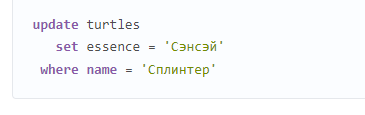 update turtles
set essence = 'Сэнсэй'
where name = 'Сплинтер'